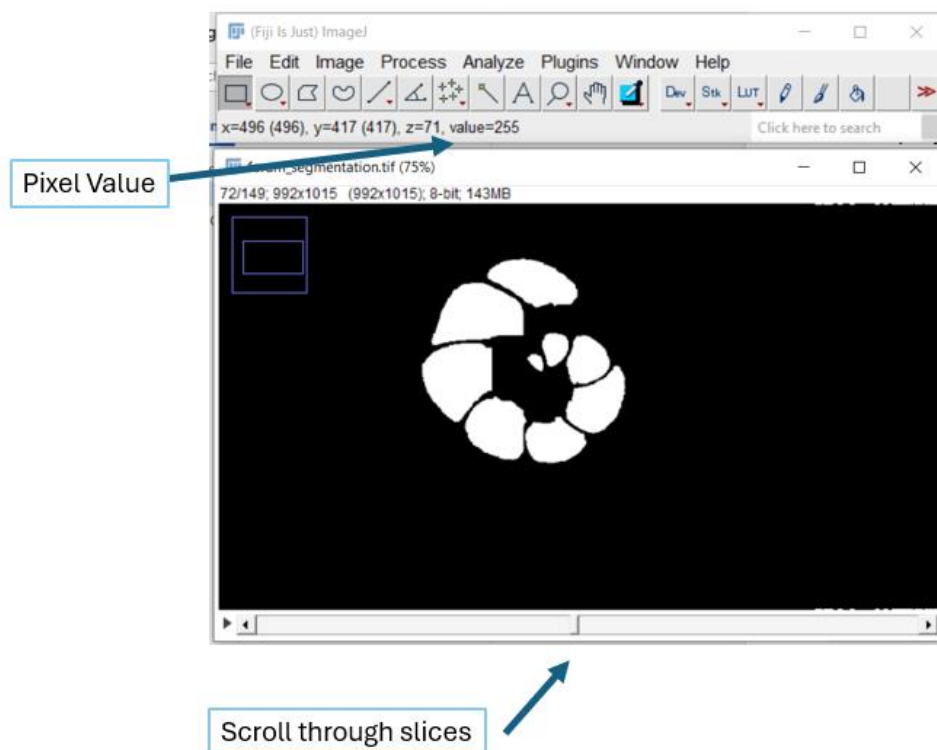 (Fiji Is Just) ImageJ
File Edit Image Process Analyze Plugins Window Help
Dev Stk LUT
x=496 (496), y=417 (417), z=71, value=255
Click here to search
Pixel Value
segmentation.tif (75%)
72/149; 992x1015 (992x1015); 8-bit; 143MB
Scroll through slices